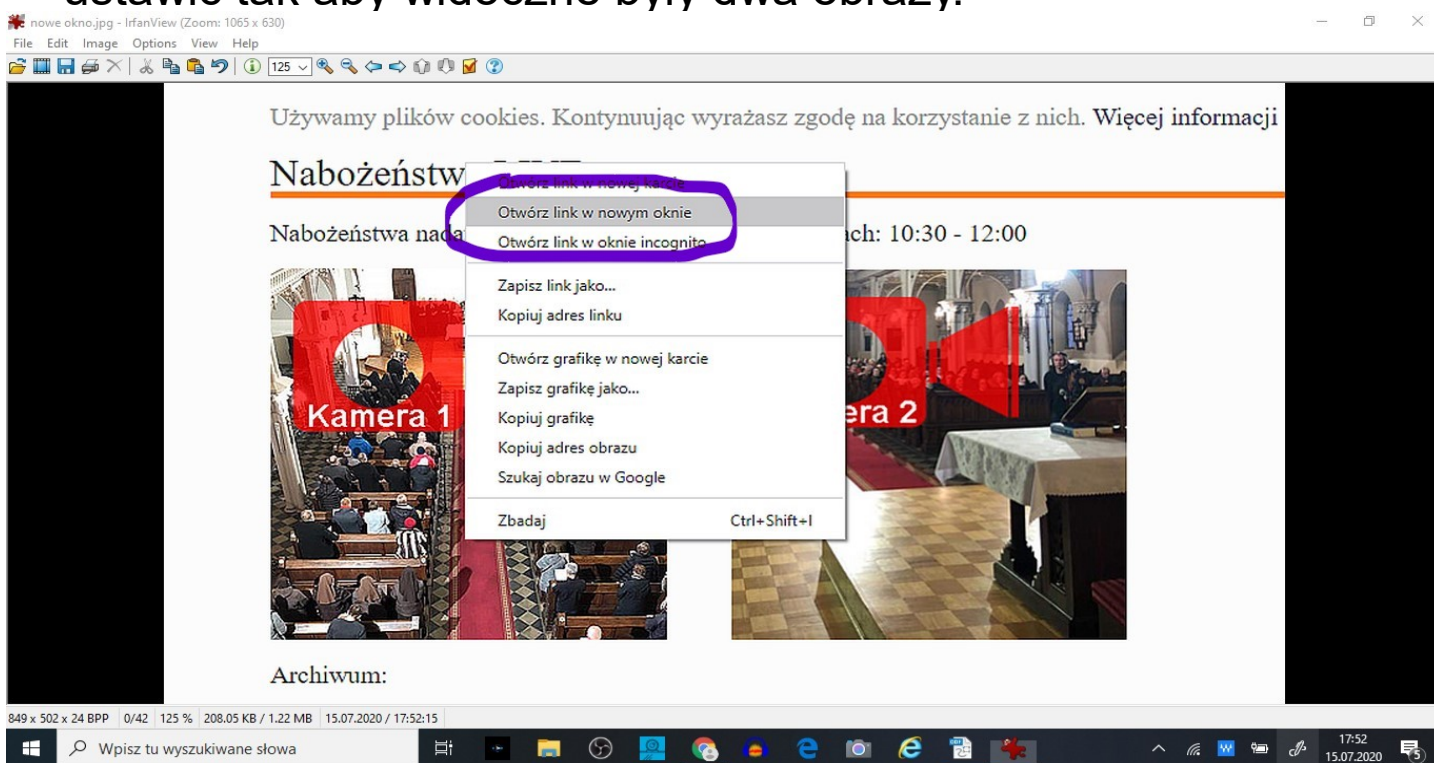 ustawić tak aby widoczne były dwa obrazy.
nowe okno.jpg - IrfanView (Zoom: 1065 x 630)
File Edit Image Options View Help
125
Używamy plików cookies. Kontynuując wyrażasz zgodę na korzystanie z nich. Więcej informacji
Nabożeństw
Otwórz link w nowej karcie
Otwórz link w nowym oknie
Nabożeństwa nada ach: 10:30 - 12:00
Otwórz link w oknie incognito
Zapisz link jako...
Kopiuj adres linku
Otwórz grafikę w nowej karcie
Zapisz grafikę jako...
Kamera 1 era 2
Kopiuj grafikę
Kopiuj adres obrazu
Szukaj obrazu w Google
Zbadaj Ctrl+Shift+I
Archiwum:
849 x 502 x 24 BPP 0/42 125 % 208.05 KB / 1.22 MB 15.07.2020 / 17:52:15
Wpisz tu wyszukiwane słowa
17:52
15.07.2020
5